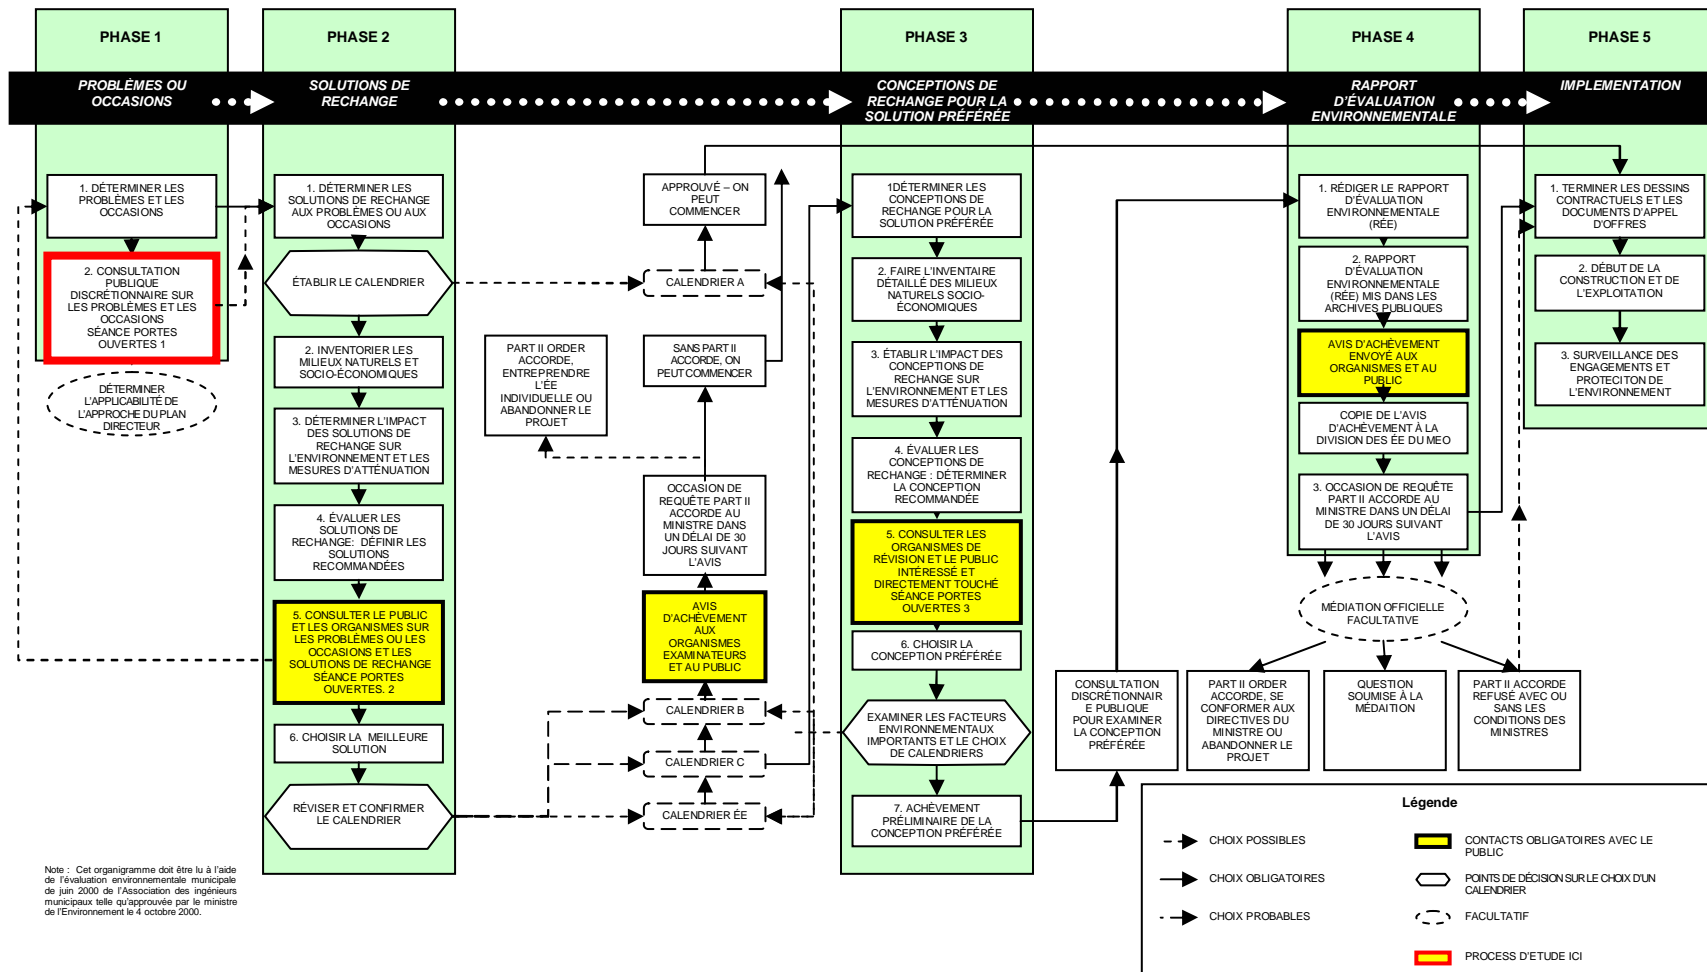 PHASE 1
PROBLÈMES OU
OCCASIONS
1. DÉTERMINER LES
PROBLÈMES ET LES
OCCASIONS
2. CONSULTATION
PUBLIQUE
DISCRÉTIONNAIRE SUR
LES PROBLÈMES ET LES
OCCASIONS
SÉANCE PORTES
OUVERTES 1
DÉTERMINER
L'APPLICABILITÉ DE
L'APPROCHE DU PLAN
DIRECTEUR
PHASE 2
SOLUTIONS DE
RECHANGE
1. DÉTERMINER LES
SOLUTIONS DE RECHANGE
AUX PROBLÈMES OU AUX
OCCASIONS
ÉTABLIR LE CALENDRIER
2. INVENTORIER LES
MILIEUX NATURELS ET
SOCIO-ÉCONOMIQUES
3. DÉTERMINER L'IMPACT
DES SOLUTIONS DE
RECHANGE SUR
L'ENVIRONNEMENT ET LES
MESURES D'ATTÉNUATION
4. ÉVALUER LES
SOLUTIONS DE
RECHANGE: DÉFINIR LES
SOLUTIONS
RECOMMANDÉES
5. CONSULTER LE PUBLIC
ET LES ORGANISMES SUR
LES PROBLÈMES OU LES
OCCASIONS ET LES
SOLUTIONS DE RECHANGE
SÉANCE PORTES
OUVERTES. 2
6. CHOISIR LA MEILLEURE
SOLUTION
RÉVISER ET CONFIRMER
LE CALENDRIER
APPROUVÉ – ON
PEUT
COMMENCER
CALENDRIER A
PART II ORDER
ACCORDE,
ENTREPRENDRE
L'ÉE
INDIVIDUELLE OU
ABANDONNER LE
PROJET
SANS PART II
ACCORDE, ON
PEUT COMMENCER
OCCASION DE
REQUÊTE PART II
ACCORDE AU
MINISTRE DANS
UN DÉLAI DE 30
JOURS SUIVANT
L'AVIS
AVIS
D'ACHÈVEMENT
AUX
ORGANISMES
EXAMINATEURS
ET AU PUBLIC
CALENDRIER B
CALENDRIER C
CALENDRIER ÉE
PHASE 3
CONCEPTIONS DE
RECHANGE POUR LA
SOLUTION PRÉFÉRÉE
1DÉTERMINER LES
CONCEPTIONS DE
RECHANGE POUR LA
SOLUTION PRÉFÉRÉE
2. FAIRE L'INVENTAIRE
DÉTAILLÉ DES MILIEUX
NATURELS SOCIO-
ÉCONOMIQUES
3. ÉTABLIR L'IMPACT DES
CONCEPTIONS DE
RECHANGE SUR
L'ENVIRONNEMENT ET LES
MESURES D'ATTÉNUATION
4. ÉVALUER LES
CONCEPTIONS DE
RECHANGE : DÉTERMINER
LA CONCEPTION
RECOMMANDÉE
5. CONSULTER LES
ORGANISMES DE
RÉVISION ET LE PUBLIC
INTÉRESSÉ ET
DIRECTEMENT TOUCHÉ
SÉANCE PORTES
OUVERTES 3
6. CHOISIR LA
CONCEPTION PRÉFÉRÉE
EXAMINER LES FACTEURS
ENVIRONNEMENTAUX
IMPORTANTS ET LE CHOIX
DE CALENDRIERS
7. ACHÈVEMENT
PRÉLIMINAIRE DE LA
CONCEPTION PRÉFÉRÉE
CONSULTATION
DISCRÉTIONNAIR
E PUBLIQUE
POUR EXAMINER
LA CONCEPTION
PRÉFÉRÉE
PHASE 4
RAPPORT
D'ÉVALUATION
ENVIRONNEMENTALE
1. RÉDIGER LE RAPPORT
D'ÉVALUATION
ENVIRONNEMENTALE
(RÉE)
2. RAPPORT
D'ÉVALUATION
ENVIRONNEMENTALE
(RÉE) MIS DANS LES
ARCHIVES PUBLIQUES
AVIS D'ACHÈVEMENT
ENVOYÉ AUX
ORGANISMES ET AU
PUBLIC
COPIE DE L'AVIS
D'ACHÈVEMENT À LA
DIVISION DES ÉE DU MEO
3. OCCASION DE REQUÊTE
PART II ACCORDE AU
MINISTRE DANS UN DÉLAI
DE 30 JOURS SUIVANT
L'AVIS
MÉDIATION OFFICIELLE
FACULTATIVE
PART II ORDER
ACCORDE, SE
CONFORMER AUX
DIRECTIVES DU
MINISTRE OU
ABANDONNER LE
PROJET
QUESTION
SOUMISE À LA
MÉDAITION
PART II ACCORDE
REFUSÉ AVEC OU
SANS LES
CONDITIONS DES
MINISTRES
PHASE 5
IMPLEMENTATION
1. TERMINER LES DESSINS
CONTRACTUELS ET LES
DOCUMENTS D'APPEL
D'OFFRES
2. DÉBUT DE LA
CONSTRUCTION ET DE
L'EXPLOITATION
3. SURVEILLANCE DES
ENGAGEMENTS ET
PROTECITON DE
L'ENVIRONNEMENT
Légende
CHOIX POSSIBLES
CHOIX OBLIGATOIRES
CHOIX PROBABLES
CONTACTS OBLIGATOIRES AVEC LE
PUBLIC
POINTS DE DÉCISION SUR LE CHOIX D'UN
CALENDRIER
FACULTATIF
PROCESS D'ETUDE ICI
Note : Cet organigramme doit être lu à l'aide
de l'évaluation environnementale municipale
de juin 2000 de l'Association des ingénieurs
municipaux telle qu'approuvée par le ministre
de l'Environnement le 4 octobre 2000.